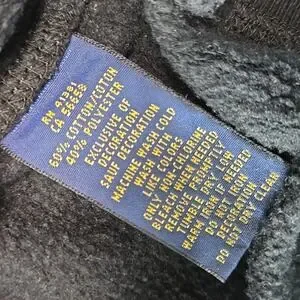 RN 41381
CA 56658
60% COTTON/COTON
40% POLYESTER
EXCLUSIVE OF
DECORATION
SAUF DECORATION
MACHINE WASH COLD
WASH WITH
LIKE COLORS
ONLY NON-CHLORINE
BLEACH WHEN NEEDED
REMOVE PROMPTLY
TUMBLE DRY LOW
WARM IRON IF NEEDED
DO NOT IRON
DECORATION
DO NOT DRY CLEAN